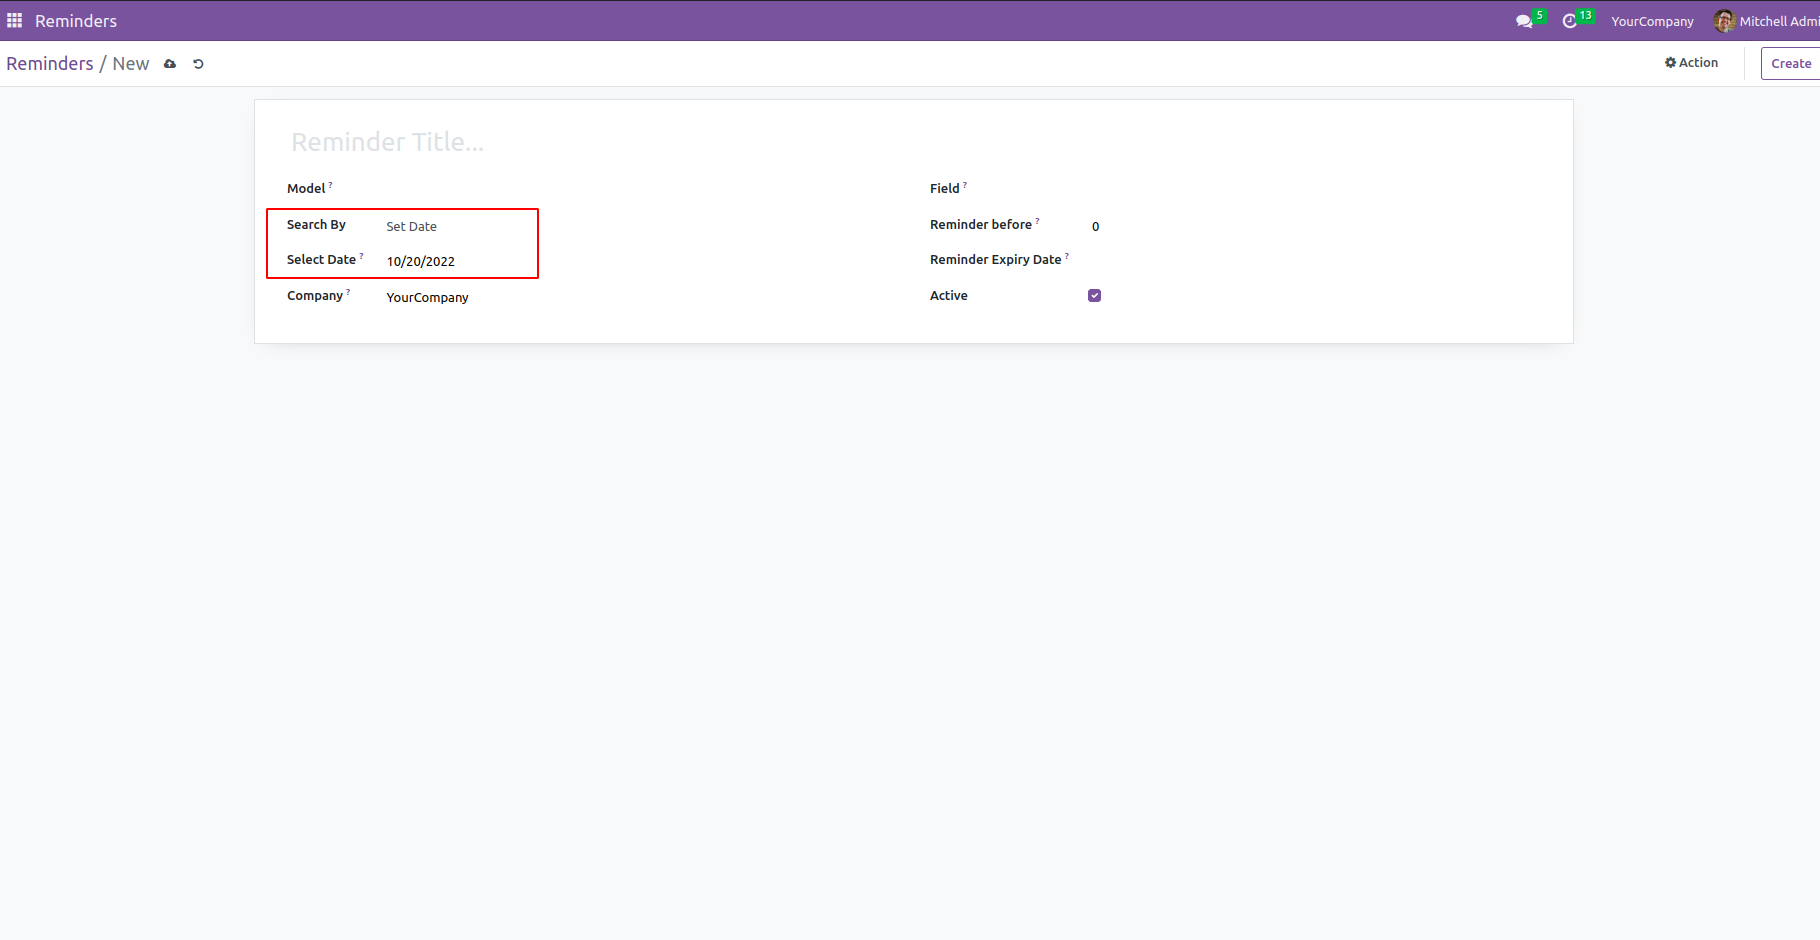 Reminders 5 13 YourCompany Mitchell Admi
Reminders / New Action Create
Reminder Title...
Model ? Field ?
Search By Set Date Reminder before ? 0
Select Date ? 10/20/2022 Reminder Expiry Date ?
Company ? YourCompany Active